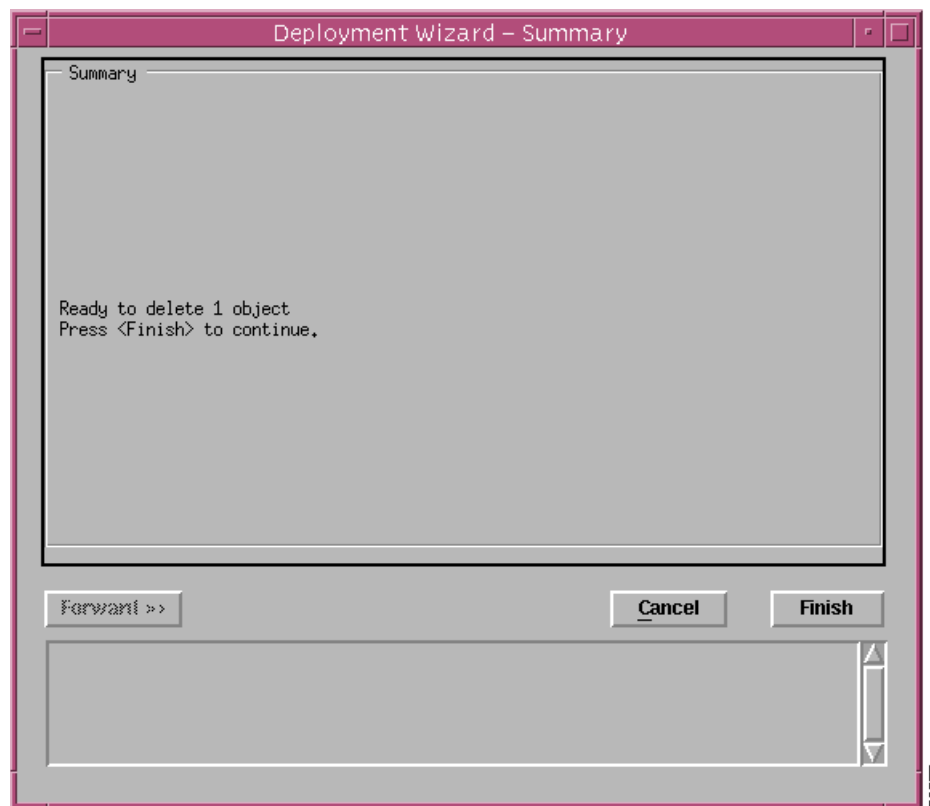 Deployment Wizard – Summary
Summary
Ready to delete 1 object
Press <Finish> to continue.
Forward >>
Cancel
Finish